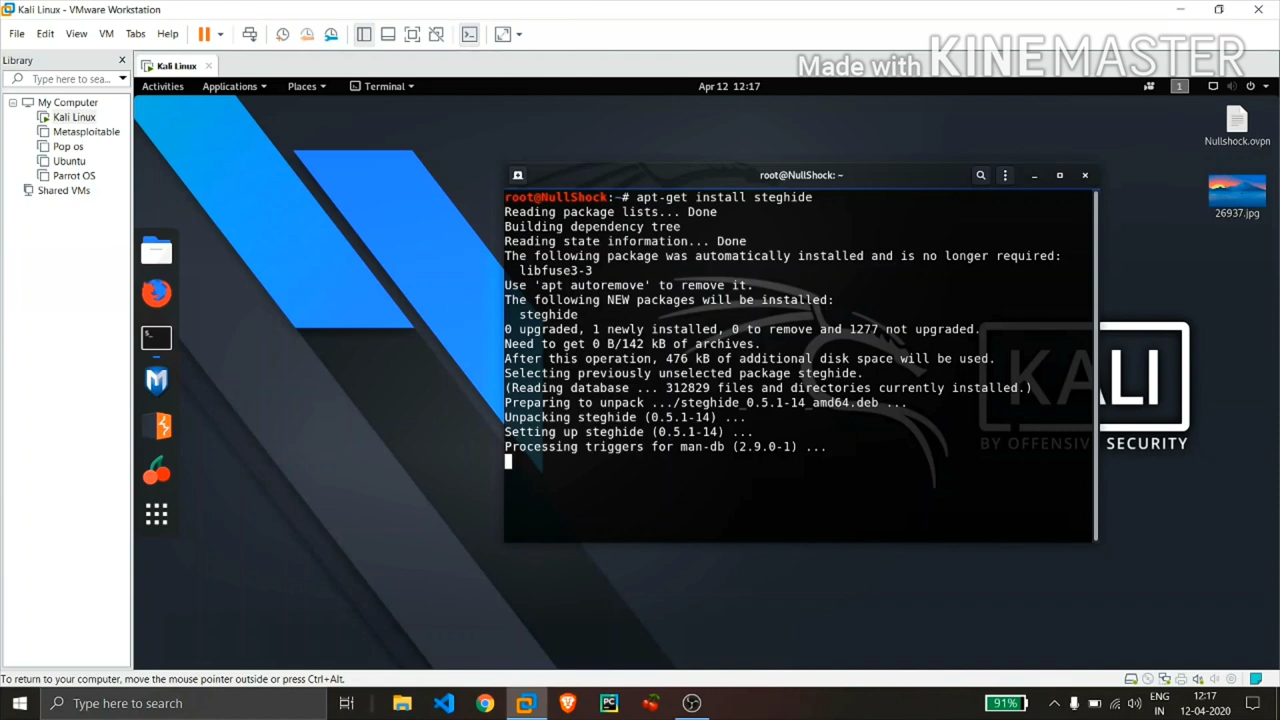 Kali Linux - VMware Workstation
File Edit View VM Tabs Help
Made with KINEMASTER
Library
Type here to sea...
My Computer
Kali Linux
Metasploitable
Pop os
Ubuntu
Parrot OS
Shared VMs
Kali Linux
Activities Applications Places Terminal Apr 12 12:17 1
Nullshock.ovpn
26937.jpg
root@NullShock: ~
root@NullShock:~# apt-get install steghide
Reading package lists... Done
Building dependency tree
Reading state information... Done
The following package was automatically installed and is no longer required:
libfuse3-3
Use 'apt autoremove' to remove it.
The following NEW packages will be installed:
steghide
0 upgraded, 1 newly installed, 0 to remove and 1277 not upgraded.
Need to get 0 B/142 kB of archives.
After this operation, 476 kB of additional disk space will be used.
Selecting previously unselected package steghide.
(Reading database ... 312829 files and directories currently installed.)
Preparing to unpack .../steghide_0.5.1-14_amd64.deb ...
Unpacking steghide (0.5.1-14) ...
Setting up steghide (0.5.1-14) ...
Processing triggers for man-db (2.9.0-1) ...
KALI
BY OFFENSIV SECURITY
To return to your computer, move the mouse pointer outside or press Ctrl+Alt.
Type here to search
PC
91%
ENG
IN
12:17
12-04-2020